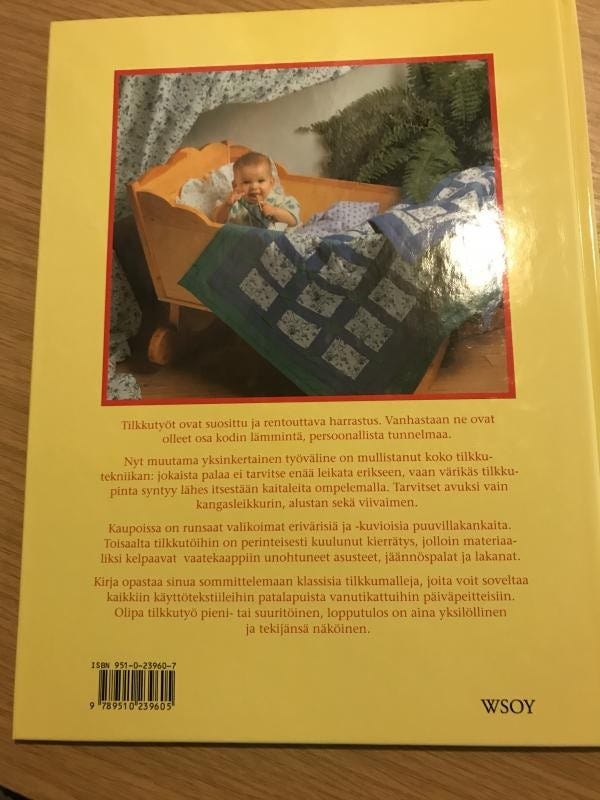 Tilkkutyöt ovat suosittu ja rentouttava harrastus. Vanhastaan ne ovat
olleet osa kodin lämmintä, persoonallista tunnelmaa.
Nyt muutama yksinkertainen työväline on mullistanut koko tilkku-
tekniikan: jokaista palaa ei tarvitse enää leikata erikseen, vaan värikäs tilkku-
pinta syntyy lähes itsestään kaitaleita ompelemalla. Tarvitset avuksi vain
kangasleikkurin, alustan sekä viivaimen.
Kaupoissa on runsaat valikoimat erivärisiä ja -kuvioisia puuvillakankaita.
Toisaalta tilkkutöihin on perinteisesti kuulunut kierrätys, jolloin materiaa-
liksi kelpaavat vaatekaappiin unohtuneet asusteet, jäännöspalat ja lakanat.
Kirja opastaa sinua sommittelemaan klassisia tilkkumalleja, joita voit soveltaa
kaikkiin käyttötekstiileihin patalapuista vanutikattuihin päiväpeitteisiin.
Olipa tilkkutyö pieni- tai suuritöinen, lopputulos on aina yksilöllinen
ja tekijänsä näköinen.
ISBN 951-0-23960-7
9 789510 239605
WSOY